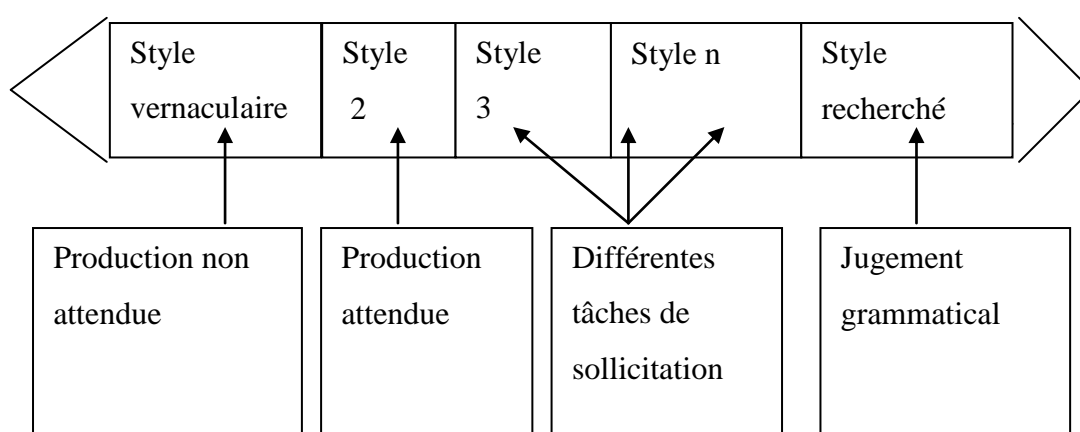 Style
vernaculaire
Style
2
Style
3
Style n
Style
recherché
Production non
attendue
Production
attendue
Différentes
tâches de
sollicitation
Jugement
grammatical